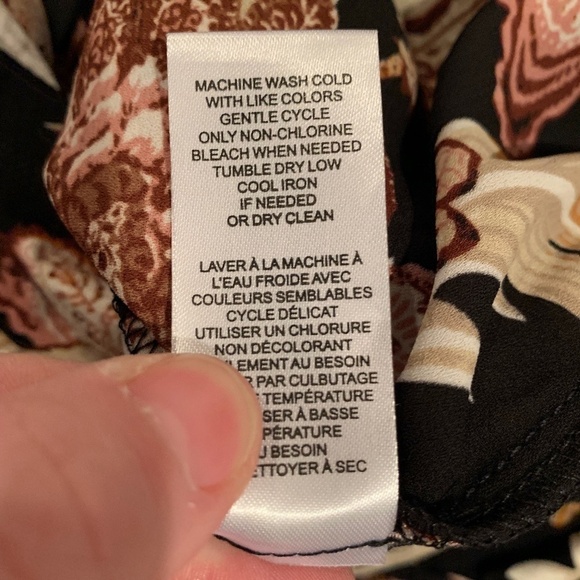 MACHINE WASH COLD
WITH LIKE COLORS
GENTLE CYCLE
ONLY NON-CHLORINE
BLEACH WHEN NEEDED
TUMBLE DRY LOW
COOL IRON
IF NEEDED
OR DRY CLEAN
LAVER À LA MACHINE À
L'EAU FROIDE AVEC
COULEURS SEMBLABLES
CYCLE DÉLICAT
UTILISER UN CHLORURE
NON DÉCOLORANT
AU BESOIN
PAR CULBUTAGE
TEMPÉRATURE
À BASSE
BESOIN
À SEC